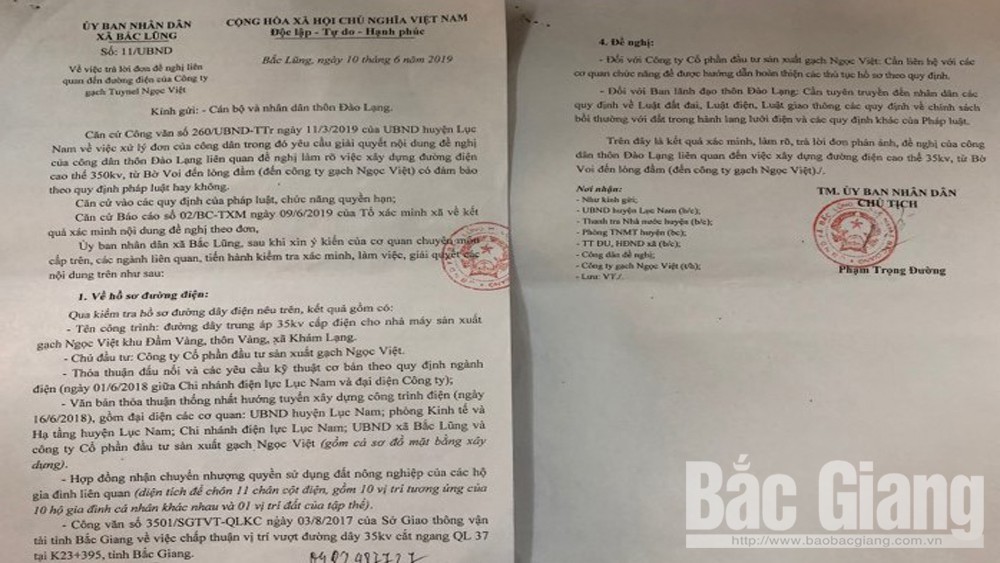 ỦY BAN NHÂN DÂN
XÃ BẮC LŨNG
Số: 11/UBND
Về việc trả lời đơn đề nghị liên
quan đến đường điện của Công ty
gạch Tuynel Ngọc Việt
CỘNG HÒA XÃ HỘI CHỦ NGHĨA VIỆT NAM
Độc lập - Tự do - Hạnh phúc
Bắc Lũng, ngày 10 tháng 6 năm 2019
Kính gửi: - Cán bộ và nhân dân thôn Đào Lạng.
Căn cứ Công văn số 260/UBND-TTr ngày 11/3/2019 của UBND huyện Lục
Nam về việc xử lý đơn của công dân trong đó yêu cầu giải quyết nội dung đề nghị
của công dân thôn Đào Lạng liên quan đề nghị làm rõ việc xây dựng đường điện
cao thế 350kv, từ Bờ Voi đến lòng đầm (đến công ty gạch Ngọc Việt) có đảm bảo
theo quy định pháp luật hay không.
Căn cứ vào các quy định của pháp luật, chức năng quyền hạn;
Căn cứ Báo cáo số 02/BC-TXM ngày 09/6/2019 của Tổ xác minh xã về kết
quả xác minh nội dung đề nghị theo đơn,
Ủy ban nhân dân xã Bắc Lũng, sau khi xin ý kiến của cơ quan chuyên môn
cấp trên, các ngành liên quan, tiến hành kiểm tra xác minh, làm việc, giải quyết các
nội dung trên như sau:
1. Về hồ sơ đường điện:
Qua kiểm tra hồ sơ đường dây điện nêu trên, kết quả gồm có:
- Tên công trình: đường dây trung áp 35kv cấp điện cho nhà máy sản xuất
gạch Ngọc Việt khu Đầm Vàng, thôn Vàng, xã Khám Lạng.
- Chủ đầu tư: Công ty Cổ phần đầu tư sản xuất gạch Ngọc Việt.
- Thỏa thuận đấu nối và các yêu cầu kỹ thuật cơ bản theo quy định ngành
điện (ngày 01/6/2018 giữa Chi nhánh điện lực Lục Nam và đại diện Công ty);
- Văn bản thỏa thuận thống nhất hướng tuyến xây dựng công trình điện (ngày
16/6/2018), gồm đại diện các cơ quan: UBND huyện Lục Nam; phòng Kinh tế và
Hạ tầng huyện Lục Nam; Chi nhánh điện lực Lục Nam; UBND xã Bắc Lũng và
công ty Cổ phần đầu tư sản xuất gạch Ngọc Việt (gồm cả sơ đồ mặt bằng xây
dựng).
- Hợp đồng nhận chuyển nhượng quyền sử dụng đất nông nghiệp của các hộ
gia đình liên quan (diện tích để chôn 11 chân cột điện, gồm 10 vị trí tương ứng của
10 hộ gia đình cá nhân khác nhau và 01 vị trí đất của tập thể).
- Công văn số 3501/SGTVT-QLKC ngày 03/8/2017 của Sở Giao thông vận
tải tỉnh Bắc Giang về việc chấp thuận vị trí vượt đường dây 35kv cắt ngang QL 37
tại K23+395, tỉnh Bắc Giang.
4. Đề nghị:
- Đối với Công ty Cổ phần đầu tư sản xuất gạch Ngọc Việt: Cần liên hệ với các
cơ quan chức năng để được hướng dẫn hoàn thiện các thủ tục hồ sơ theo quy định.
- Đối với Ban lãnh đạo thôn Đào Lạng: Cần tuyên truyền đến nhân dân các
quy định về Luật đất đai, Luật điện, Luật giao thông các quy định về chính sách
bồi thường với đất trong hành lang lưới điện và các quy định khác của Pháp luật.
Trên đây là kết quả xác minh, làm rõ, trả lời đơn phản ánh, đề nghị của công
dân thôn Đào Lạng liên quan đến việc xây dựng đường điện cao thế 35kv, từ Bờ
Voi đến lòng đầm (đến công ty gạch Ngọc Việt)./.
Nơi nhận:
- Như kính gửi;
- UBND huyện Lục Nam (b/c);
- Thanh tra Nhà nước huyện (b/c);
- Phòng TNMT huyện (bc);
- TT ĐU, HĐND xã (b/c);
- Công dân đề nghị;
- Công ty gạch Ngọc Việt (t/h);
- Lưu: VT./.
TM. ỦY BAN NHÂN DÂN
CHỦ TỊCH
Phạm Trọng Đường
Bắc Giang
http://www.baobacgiang.com.vn